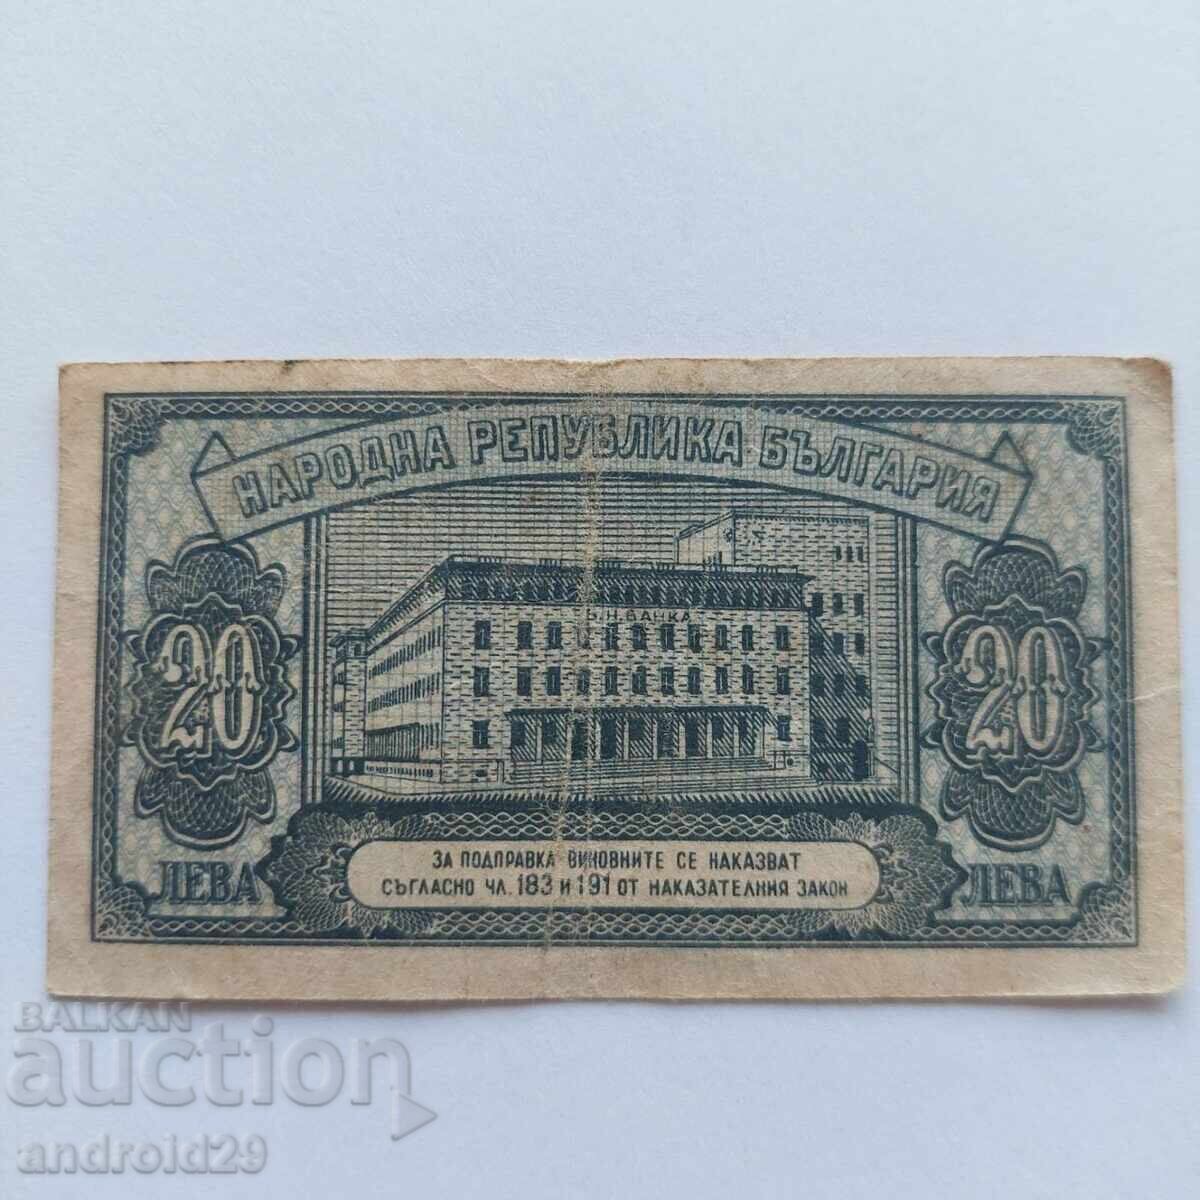 НАРОДНА РЕПУБЛИКА БЪЛГАРИЯ
Б.Н.БАНКА
20 20
ЛЕВА ЛЕВА
ЗА ПОДПРАВКА ВИНОВНИТЕ СЕ НАКАЗВАТ
СЪГЛАСНО ЧЛ. 183 И 191 ОТ НАКАЗАТЕЛНИЯ ЗАКОН
BALKAN
auction
android29